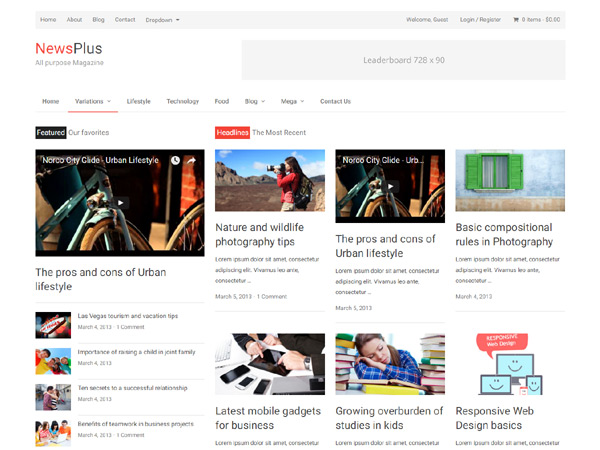 Home About Blog Contact Dropdown Welcome, Guest Login / Register 0 items - $0.00
NewsPlus
All purpose Magazine
Leaderboard 728 x 90
Home Variations Lifestyle Technology Food Blog Mega Contact Us
Featured Our favorites
Norco City Glide - Urban Lifestyle
The pros and cons of Urban
lifestyle
Las Vegas tourism and vacation tips
March 4, 2013 · 1 Comment
Importance of raising a child in joint family
March 4, 2013
Ten secrets to a successful relationship
March 4, 2013
Benefits of teamwork in business projects
March 4, 2013
Headlines The Most Recent
Nature and wildlife
photography tips
Lorem ipsum dolor sit amet, consectetur
adipiscing elit. Vivamus leo ante,
consectetur ...
March 5, 2013 · 1 Comment
Norco City Glide - Urb...
The pros and cons of
Urban lifestyle
Lorem ipsum dolor sit amet, consectetur
adipiscing elit. Vivamus leo ante,
consectetur ...
March 5, 2013
Basic compositional
rules in Photography
Lorem ipsum dolor sit amet, consectetur
adipiscing elit. Vivamus leo ante,
consectetur ...
March 4, 2013
Latest mobile gadgets
for business
Lorem ipsum dolor sit amet, consectetur
Growing overburden of
studies in kids
Lorem ipsum dolor sit amet, consectetur
RESPONSIVE
Web Design
Responsive Web
Design basics
Lorem ipsum dolor sit amet, consectetur